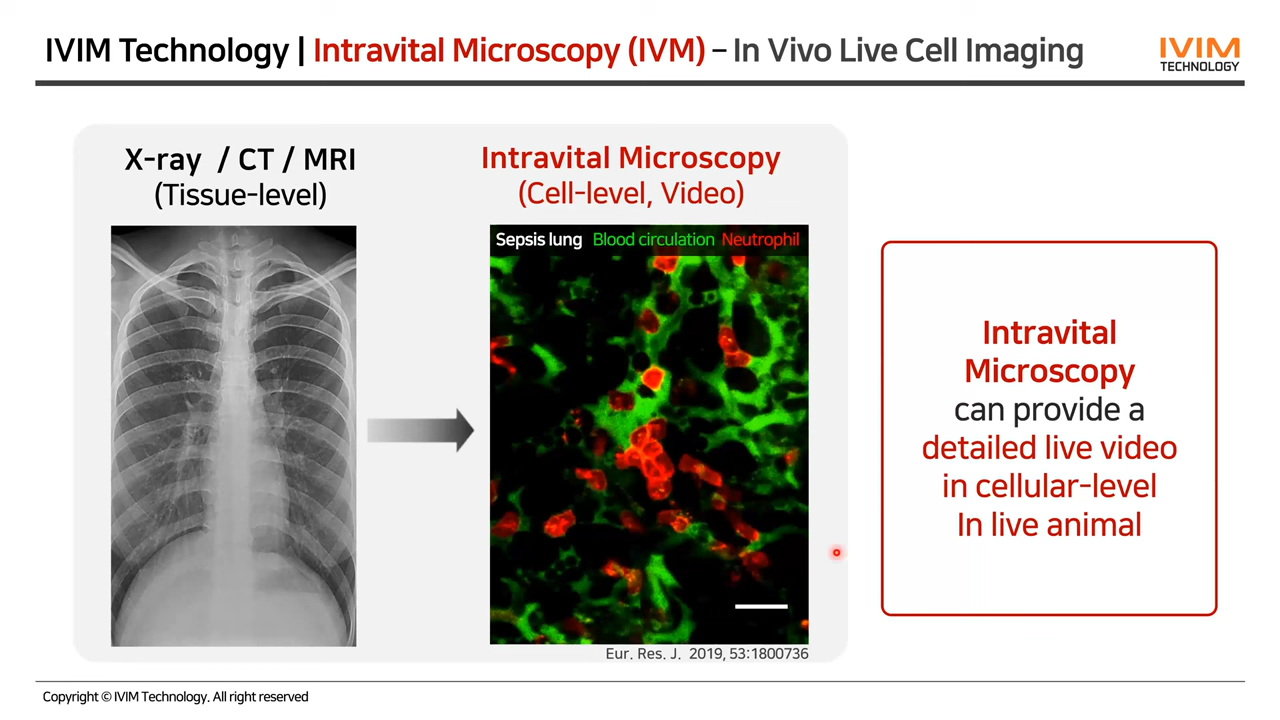 IVIM Technology | Intravital Microscopy (IVM) – In Vivo Live Cell Imaging
IVIM
TECHNOLOGY
X-ray / CT / MRI
(Tissue-level)
Intravital Microscopy
(Cell-level, Video)
Sepsis lung Blood circulation Neutrophil
Eur. Res. J. 2019, 53:1800736
Intravital
Microscopy
can provide a
detailed live video
in cellular-level
In live animal
Copyright © IVIM Technology. All right reserved